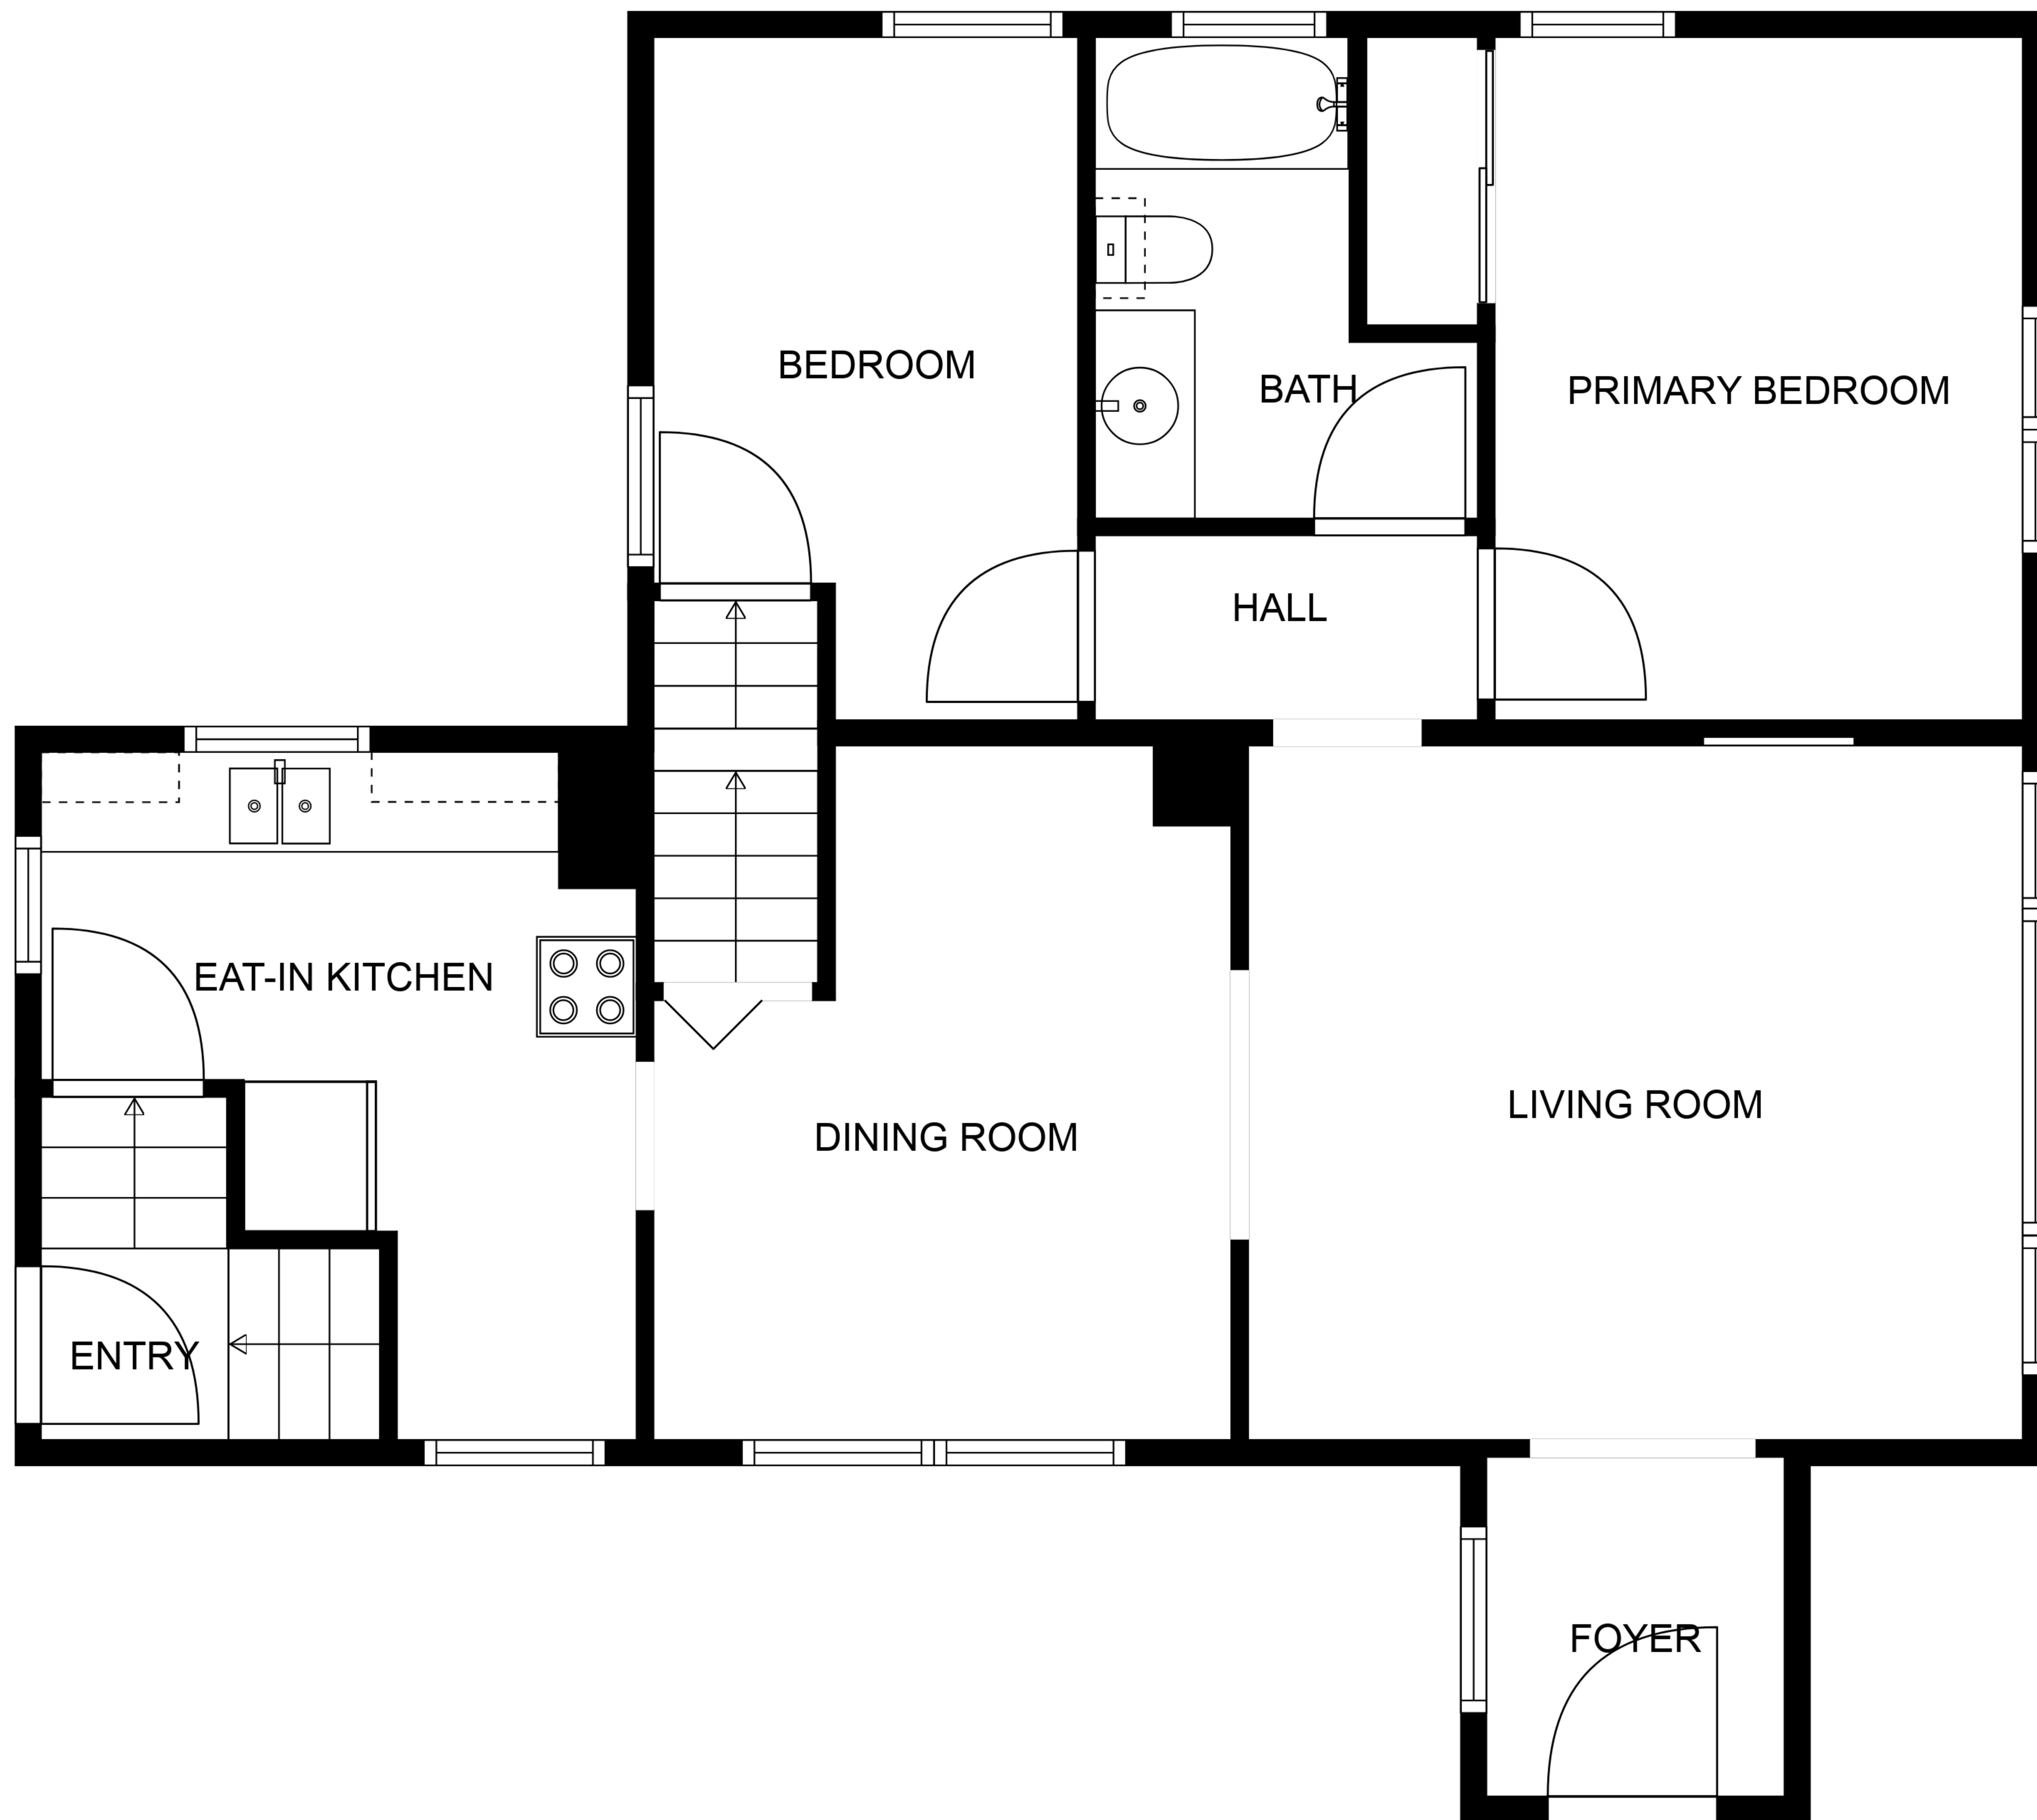 BEDROOM
BATH
PRIMARY BEDROOM
HALL
EAT-IN KITCHEN
DINING ROOM
LIVING ROOM
ENTRY
FOYER